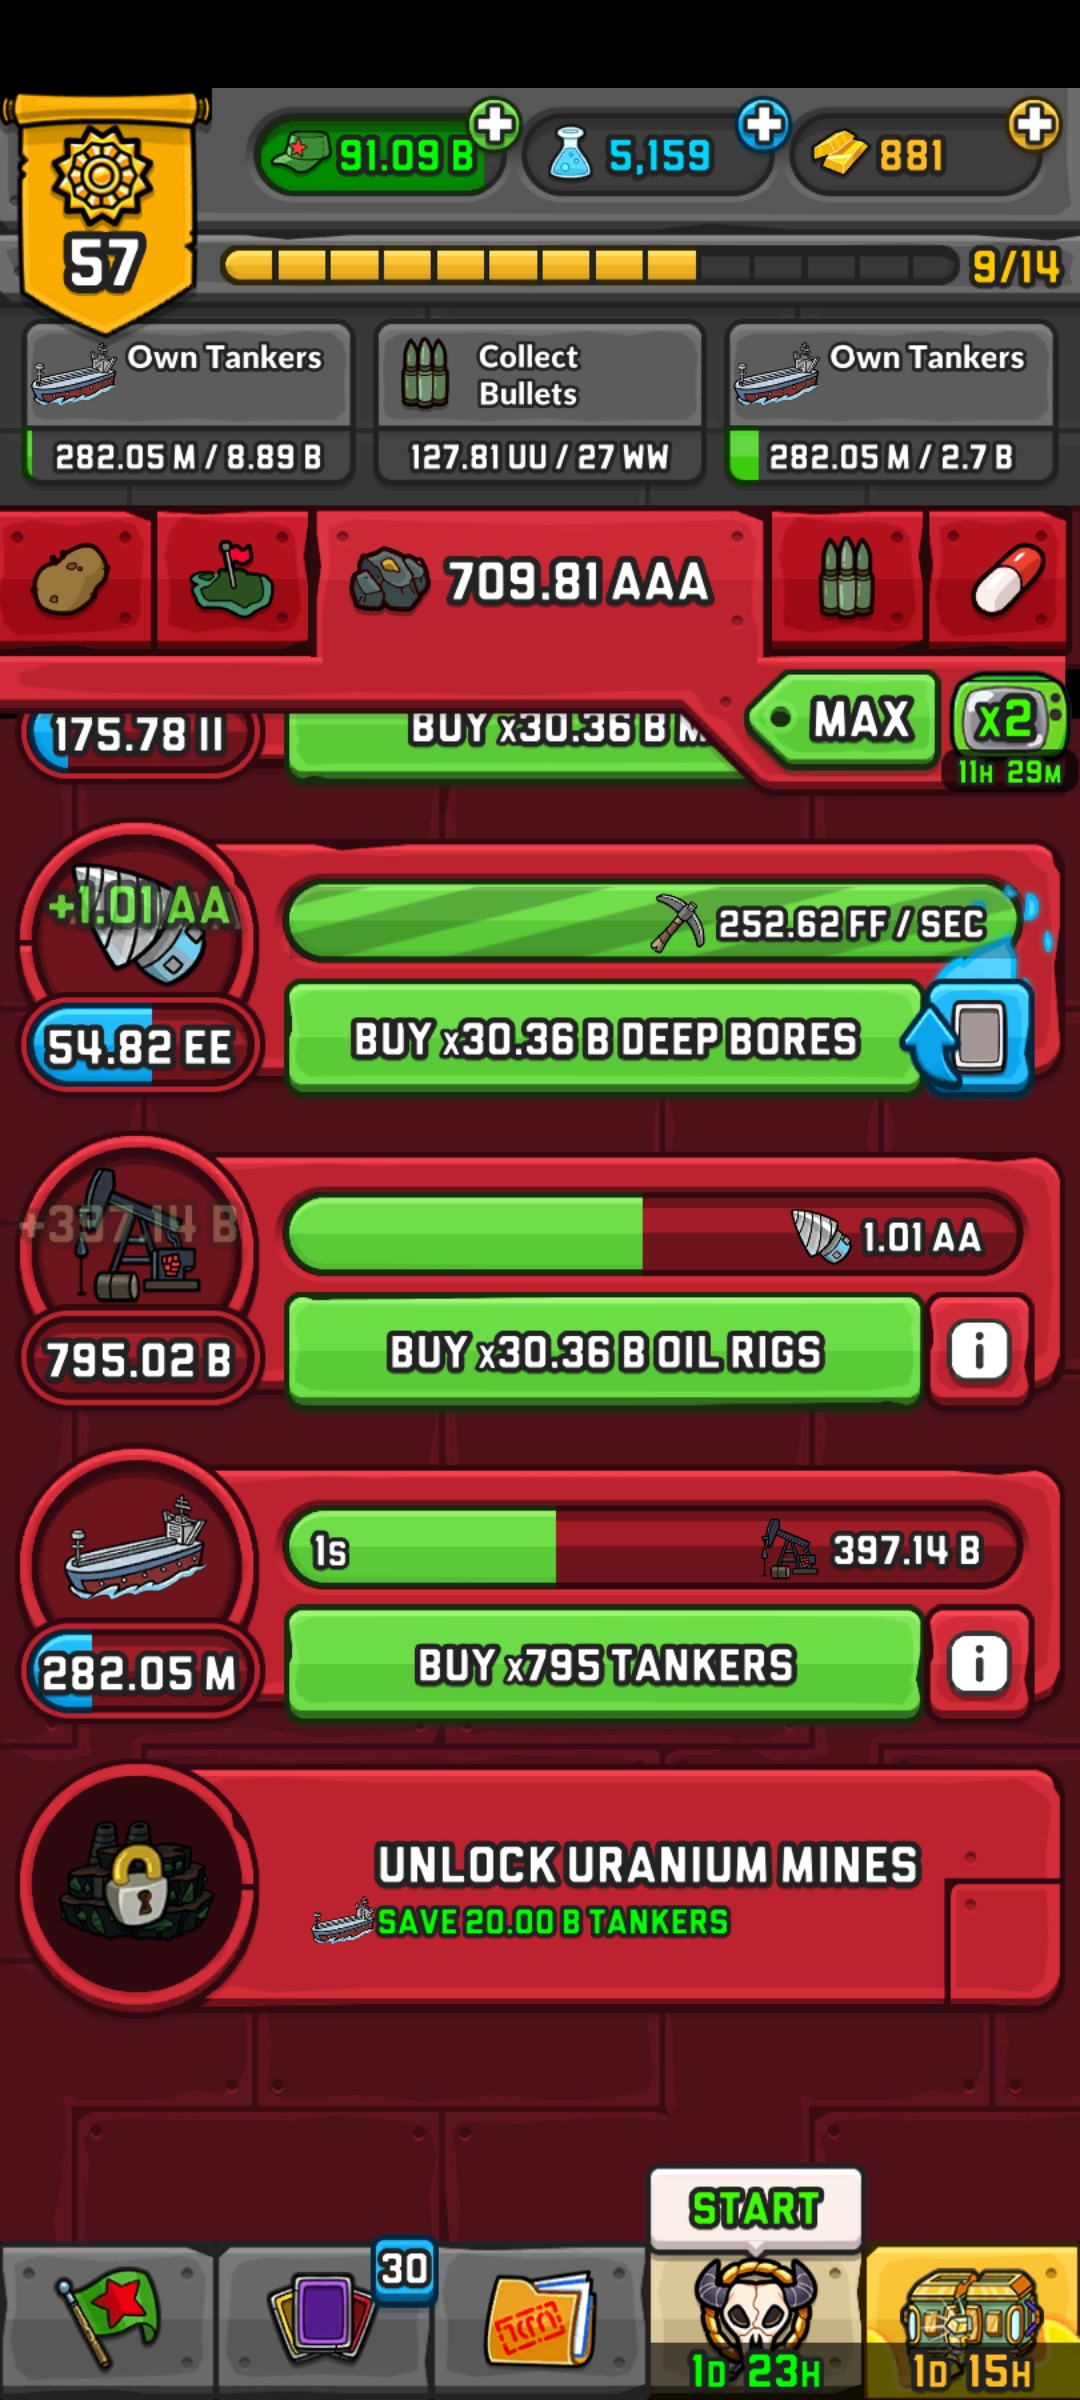 91.09 B
5,159
881
57
9/14
Own Tankers
282.05 M / 8.89 B
Collect
Bullets
127.81 UU / 27 WW
Own Tankers
282.05 M / 2.7 B
709.81 AAA
MAX
x2
11H 29M
175.78 II
BUY x30.36 B
+1.01 AA
252.62 FF / SEC
54.82 EE
BUY x30.36 B DEEP BORES
+397.14 B
1.01 AA
795.02 B
BUY x30.36 B OIL RIGS
i
1s
397.14 B
282.05 M
BUY x795 TANKERS
i
UNLOCK URANIUM MINES
SAVE 20.00 B TANKERS
START
30
1D 23H
1D 15H